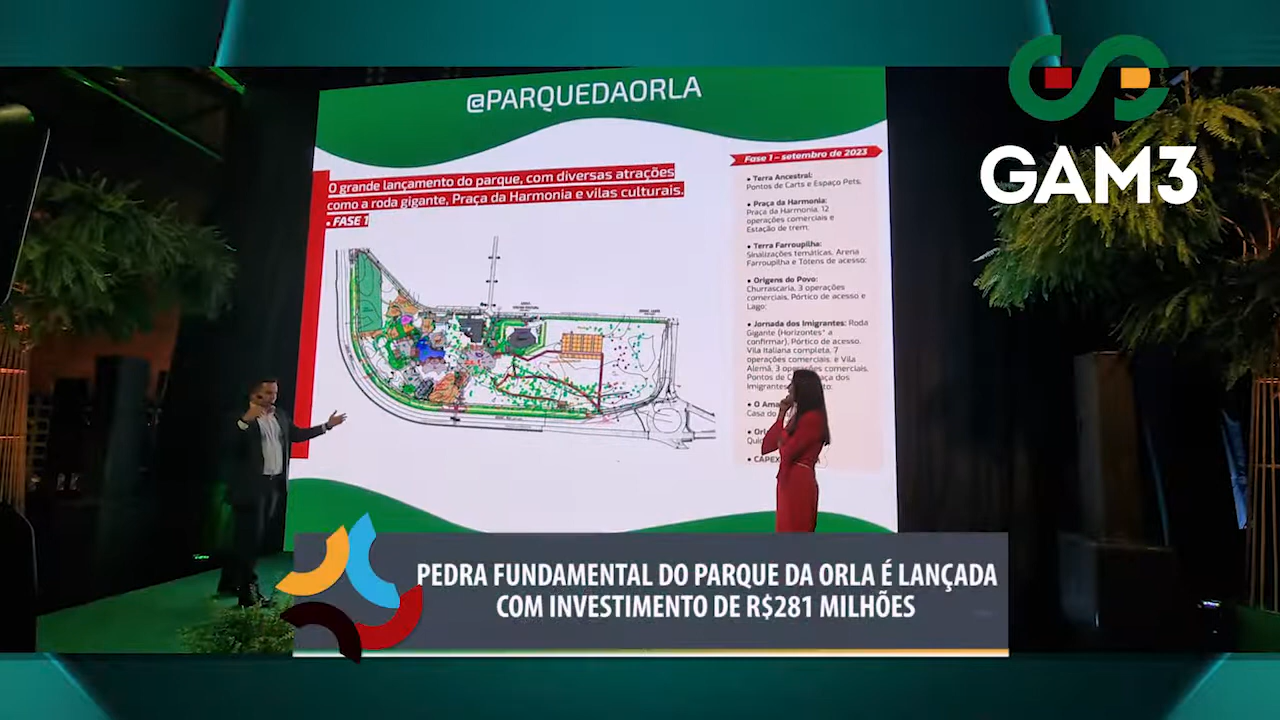 @PARQUEDAORLA
GAM3
O grande lançamento do parque, com diversas atrações
como a roda gigante, Praça da Harmonia e vilas culturais.
• FASE 1
Fase 1 – setembro de 2023
• Terra Ancestral:
Pontos de Carts e Espaço Pets.
• Praça da Harmonia:
Praça da Harmonia, 12
operações comerciais e
Estação de trem.
• Terra Farroupilha:
Sinalizações temáticas, Arena
Farroupilha e Totens de acesso.
• Origens do Povo:
Churrascaria, 3 operações
comerciais, Pórtico de acesso e
Lago.
• Jornada dos Imigrantes: Roda
Gigante (Horizontes* a
confirmar), Pórtico de acesso,
Vila Italiana completa, 7
operações comerciais, e Vila
Alemã, 3 operações comerciais,
Pontos de
Imigrantes
• O
Casa do
•
• CAPEX
PEDRA FUNDAMENTAL DO PARQUE DA ORLA É LANÇADA
COM INVESTIMENTO DE R$281 MILHÕES